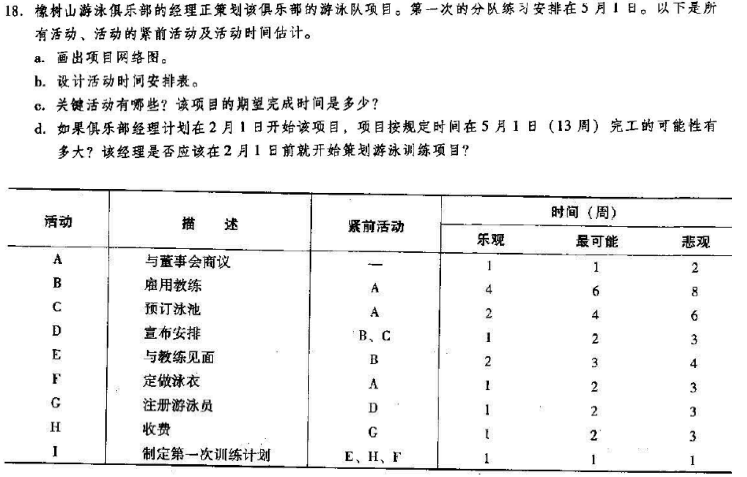 18. 橡树山游泳俱乐部的经理正策划该俱乐部的游泳队项目。第一次的分队练习安排在5月1日。以下是所
有活动、活动的紧前活动及活动时间估计。
a. 画出项目网络图。
b. 设计活动时间安排表。
c. 关键活动有哪些？该项目的期望完成时间是多少？
d. 如果俱乐部经理计划在2月1日开始该项目，项目按规定时间在5月1日（13周）完工的可能性有
多大？该经理是否应该在2月1日前就开始策划游泳训练项目？
活动 描 述 紧前活动 时间（周）
乐观 最可能 悲观
A 与董事会商议 — 1 1 2
B 雇用教练 A 4 6 8
C 预订泳池 A 2 4 6
D 宣布安排 B、C 1 2 3
E 与教练见面 B 2 3 4
F 定做泳衣 A 1 2 3
G 注册游泳员 D 1 2 3
H 收费 G 1 2 3
I 制定第一次训练计划 E、H、F 1 1 1